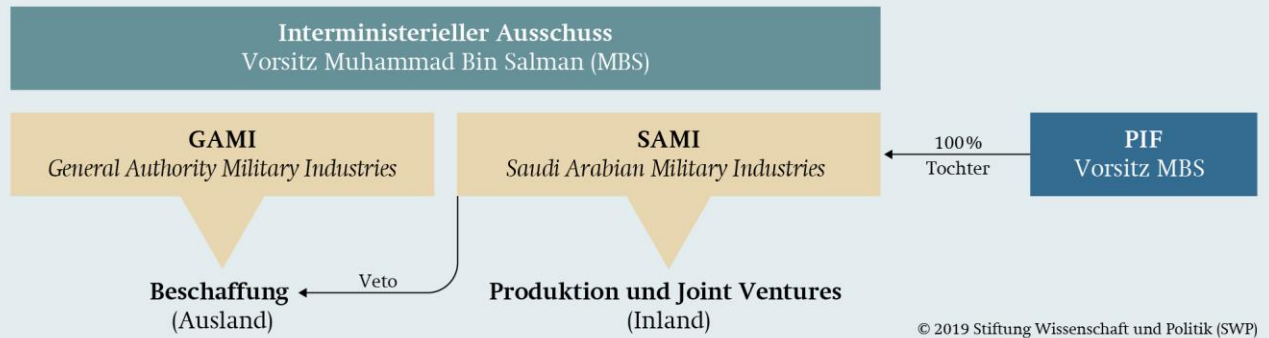 Interministerieller Ausschuss
Vorsitz Muhammad Bin Salman (MBS)
GAMI
General Authority Military Industries
SAMI
Saudi Arabian Military Industries
100%
Tochter
PIF
Vorsitz MBS
Veto
Beschaffung
(Ausland)
Produktion und Joint Ventures
(Inland)
© 2019 Stiftung Wissenschaft und Politik (SWP)